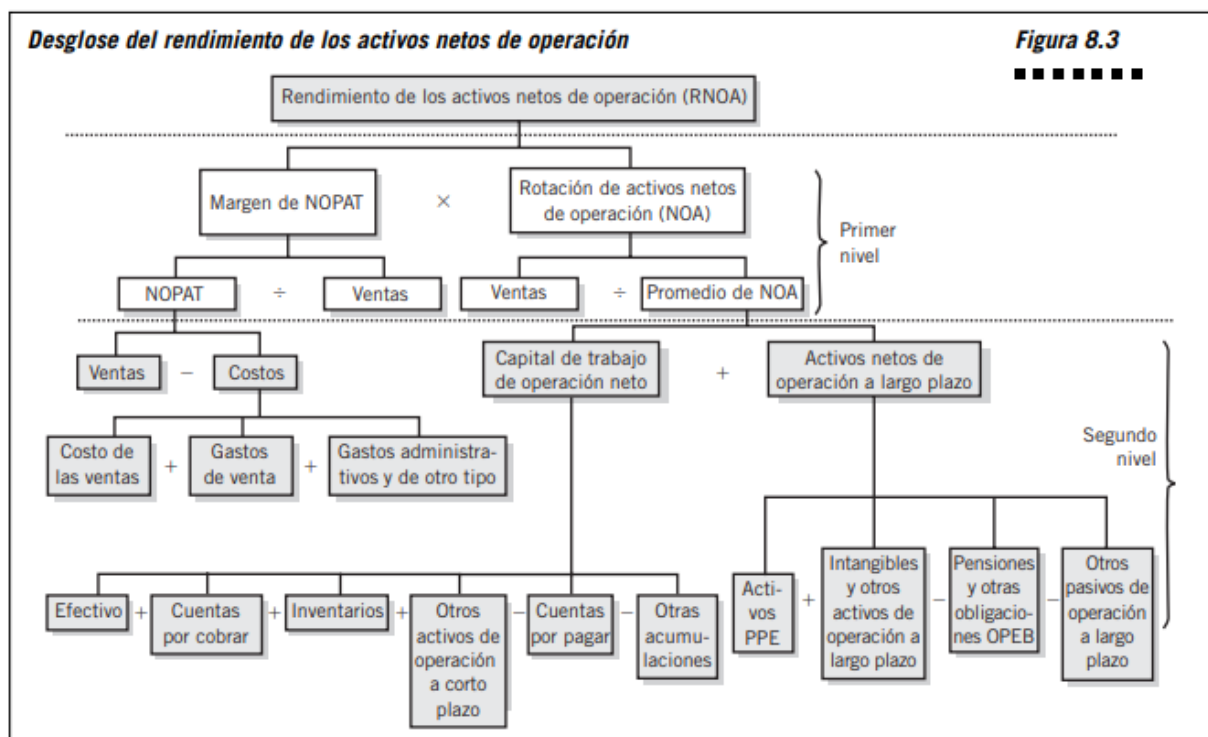 Desglose del rendimiento de los activos netos de operación
Figura 8.3
Rendimiento de los activos netos de operación (RNOA)
Margen de NOPAT
×
Rotación de activos netos
de operación (NOA)
Primer
nivel
NOPAT
÷
Ventas
Ventas
÷
Promedio de NOA
Ventas
−
Costos
Capital de trabajo
de operación neto
+
Activos netos de
operación a largo plazo
Segundo
nivel
Costo de
las ventas
+
Gastos
de venta
+
Gastos administra-
tivos y de otro tipo
Efectivo
+
Cuentas
por cobrar
+
Inventarios
+
Otros
activos de
operación
a corto
plazo
−
Cuentas
por pagar
−
Otras
acumu-
laciones
Acti-
vos
PPE
+
Intangibles
y otros
activos de
operación a
largo plazo
−
Pensiones
y otras
obligacio-
nes OPEB
−
Otros
pasivos de
operación
a largo
plazo